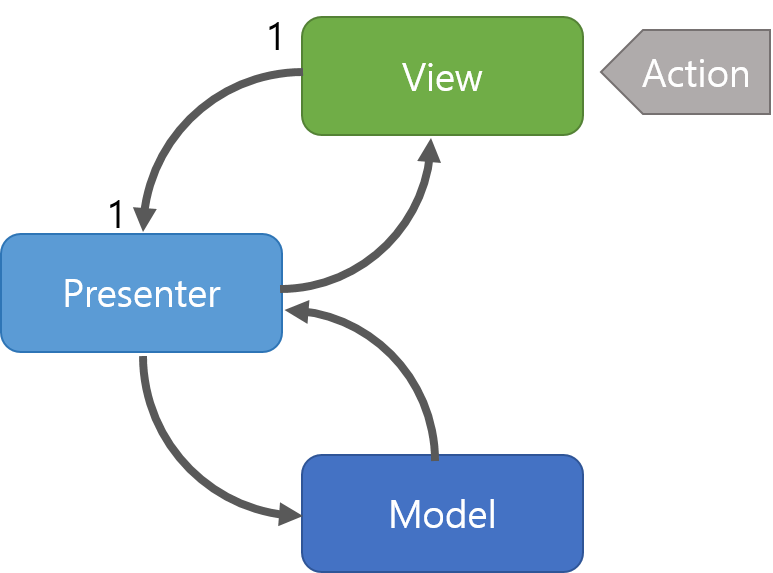 1
View
Action
1
Presenter
Model